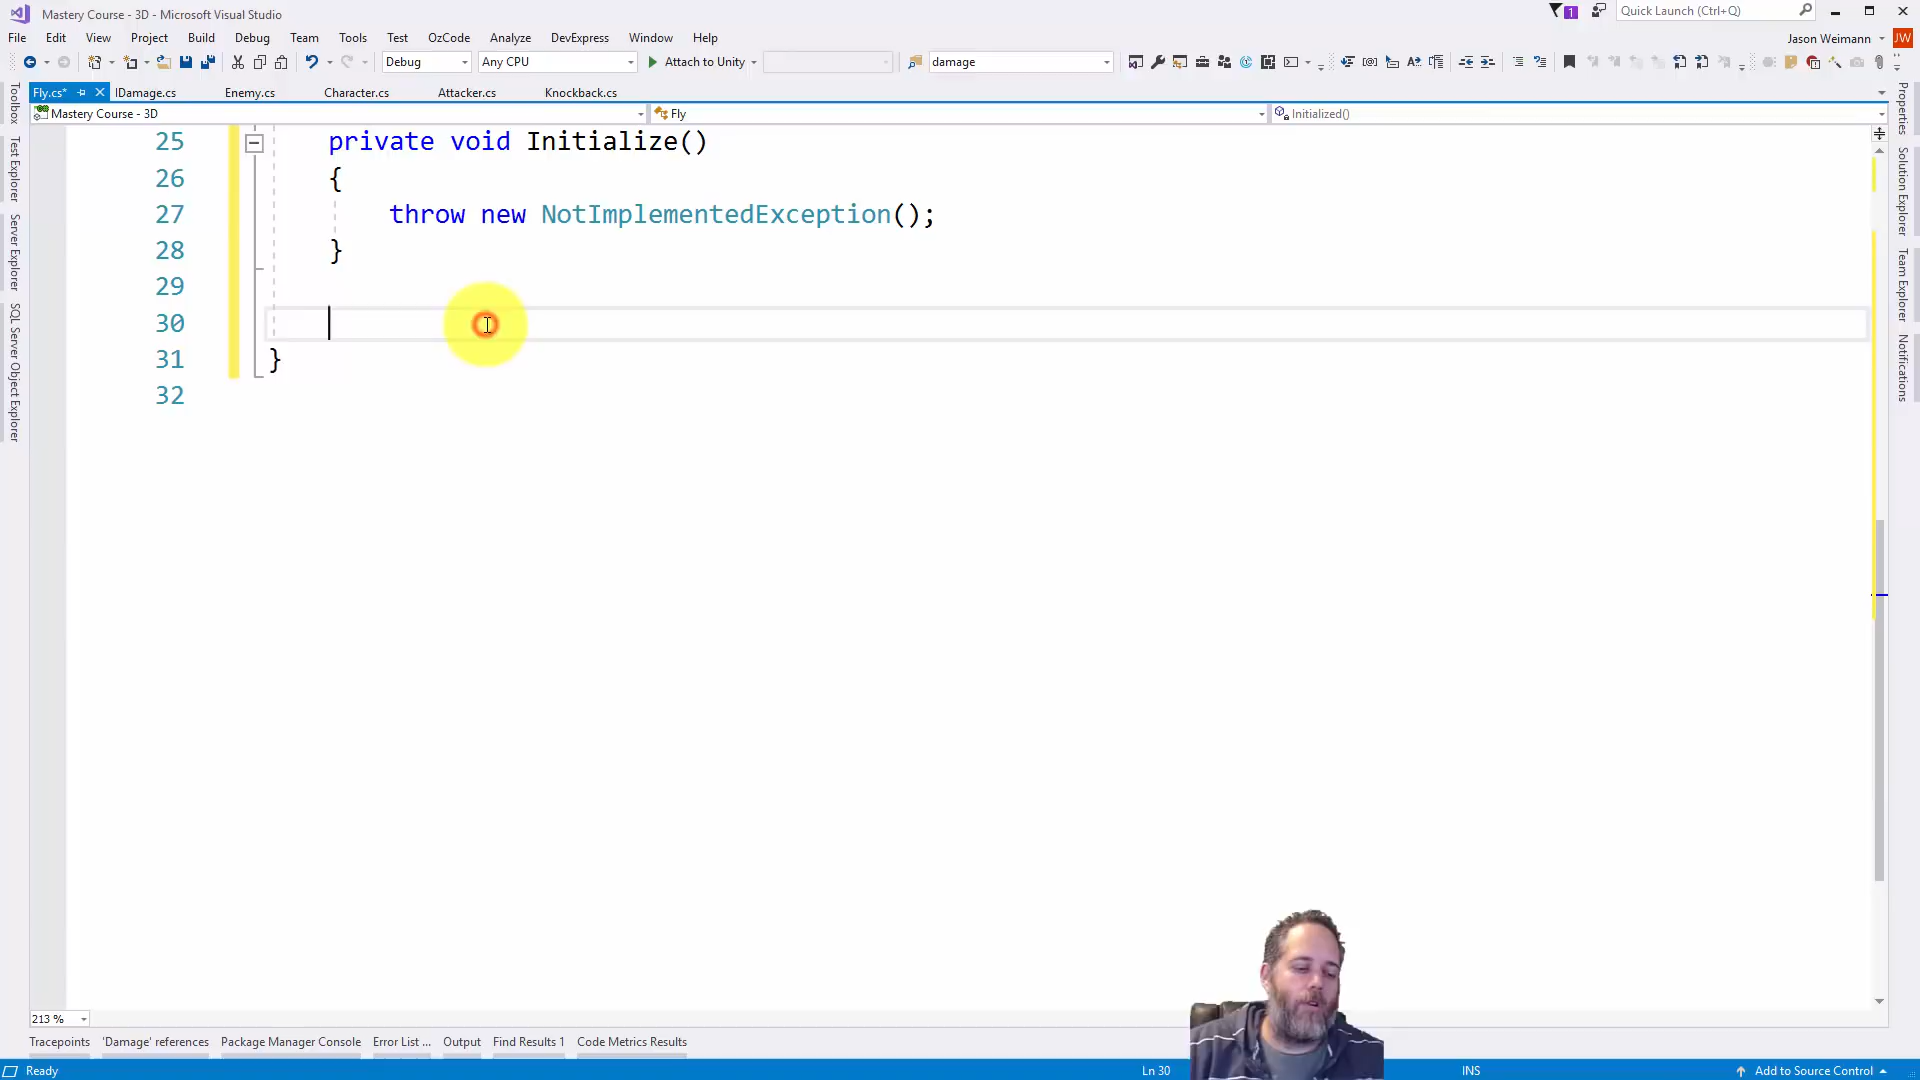 Mastery Course - 3D - Microsoft Visual Studio
1
Quick Launch (Ctrl+Q)
File Edit View Project Build Debug Team Tools Test OzCode Analyze DevExpress Window Help
Jason Weimann JW
Debug Any CPU Attach to Unity damage
Fly.cs* IDamage.cs Enemy.cs Character.cs Attacker.cs Knockback.cs
Mastery Course - 3D Fly Initialized()
Toolbox
Test Explorer
Server Explorer
SQL Server Object Explorer
25 private void Initialize()
26 {
27 throw new NotImplementedException();
28 }
29
30
31 }
32
Properties
Solution Explorer
Team Explorer
Notifications
213 %
Tracepoints 'Damage' references Package Manager Console Error List ... Output Find Results 1 Code Metrics Results
Ready Ln 30 INS Add to Source Control